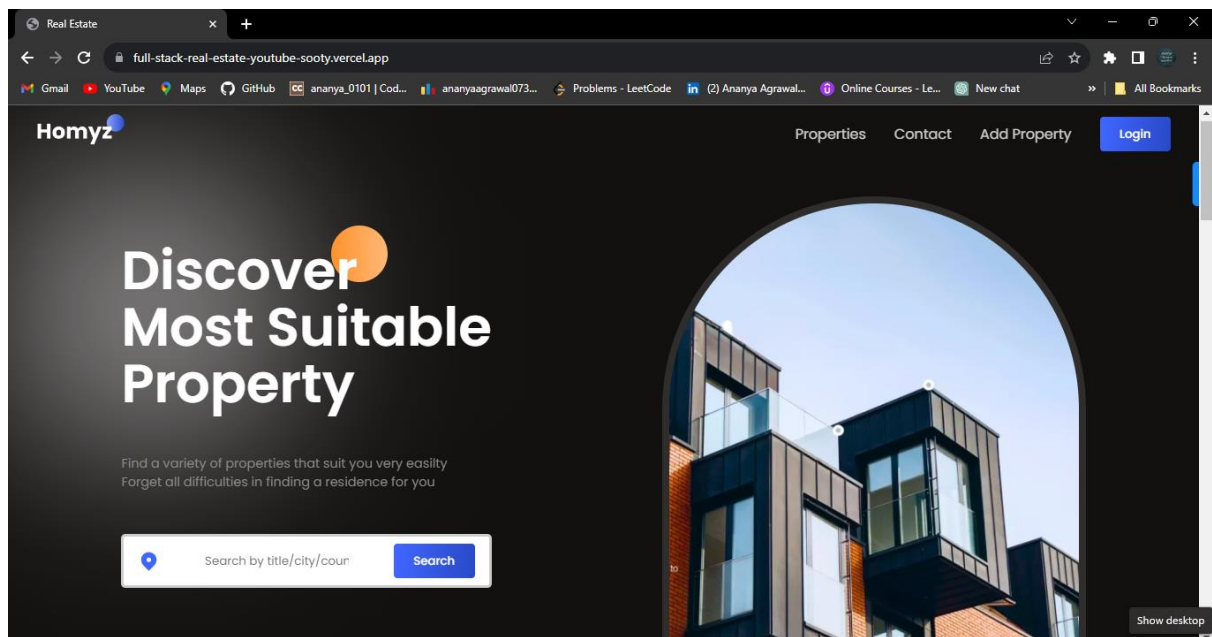 Real Estate
full-stack-real-estate-youtube-sooty.vercel.app
Gmail YouTube Maps GitHub ananya_0101 | Cod... ananyaagrawal073... Problems - LeetCode (2) Ananya Agrawal... Online Courses - Le... New chat » All Bookmarks
Homyz Properties Contact Add Property Login
Discover
Most Suitable
Property
Find a variety of properties that suit you very easilty
Forget all difficulties in finding a residence for you
Search by title/city/coun Search
to
Show desktop